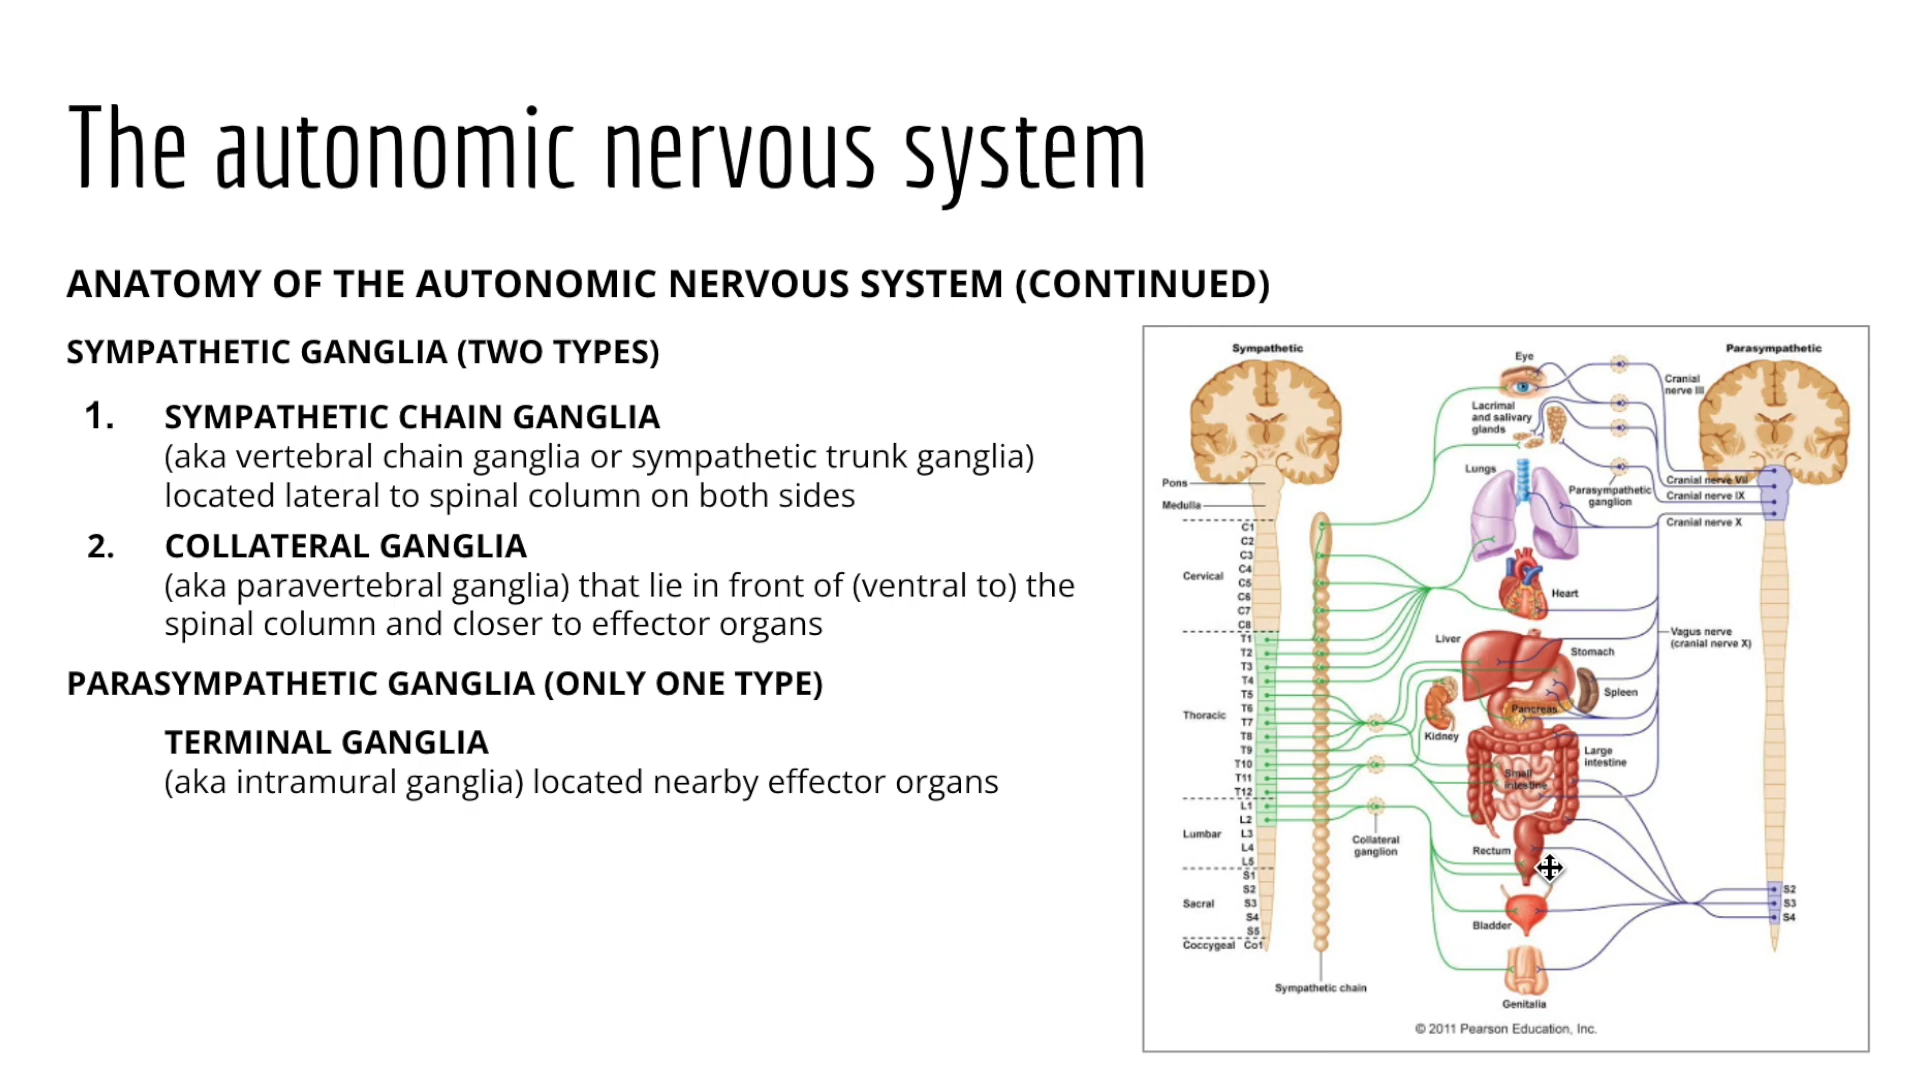 The autonomic nervous system
ANATOMY OF THE AUTONOMIC NERVOUS SYSTEM (CONTINUED)
SYMPATHETIC GANGLIA (TWO TYPES)
1. SYMPATHETIC CHAIN GANGLIA
(aka vertebral chain ganglia or sympathetic trunk ganglia)
located lateral to spinal column on both sides
2. COLLATERAL GANGLIA
(aka paravertebral ganglia) that lie in front of (ventral to) the
spinal column and closer to effector organs
PARASYMPATHETIC GANGLIA (ONLY ONE TYPE)
TERMINAL GANGLIA
(aka intramural ganglia) located nearby effector organs
Sympathetic
Parasympathetic
Eye
Cranial
nerve III
Lacrimal
and salivary
glands
Lungs
Parasympathetic
ganglion
Cranial nerve VII
Cranial nerve IX
Cranial nerve X
Pons
Medulla
C1
C2
C3
C4
Cervical
C5
C6
C7
C8
T1
T2
T3
T4
T5
T6
Thoracic
T7
T8
T9
T10
T11
T12
L1
L2
Lumbar
L3
L4
L5
S1
S2
Sacral
S3
S4
S5
Coccygeal Co1
Heart
Liver
Vagus nerve
(cranial nerve X)
Stomach
Spleen
Pancreas
Kidney
Large
intestine
Small
intestine
Collateral
ganglion
Rectum
S2
S3
S4
Bladder
Sympathetic chain
Genitalia
© 2011 Pearson Education, Inc.